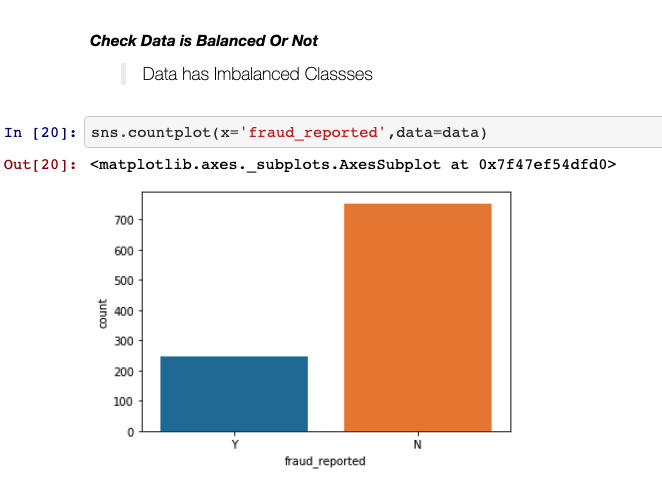 Check Data is Balanced Or Not
Data has Imbalanced Classses
In [20]: sns.countplot(x='fraud_reported',data=data)
Out[20]: <matplotlib.axes._subplots.AxesSubplot at 0x7f47ef54dfd0>
700
600
500
400
300
200
100
0
count
Y N
fraud_reported